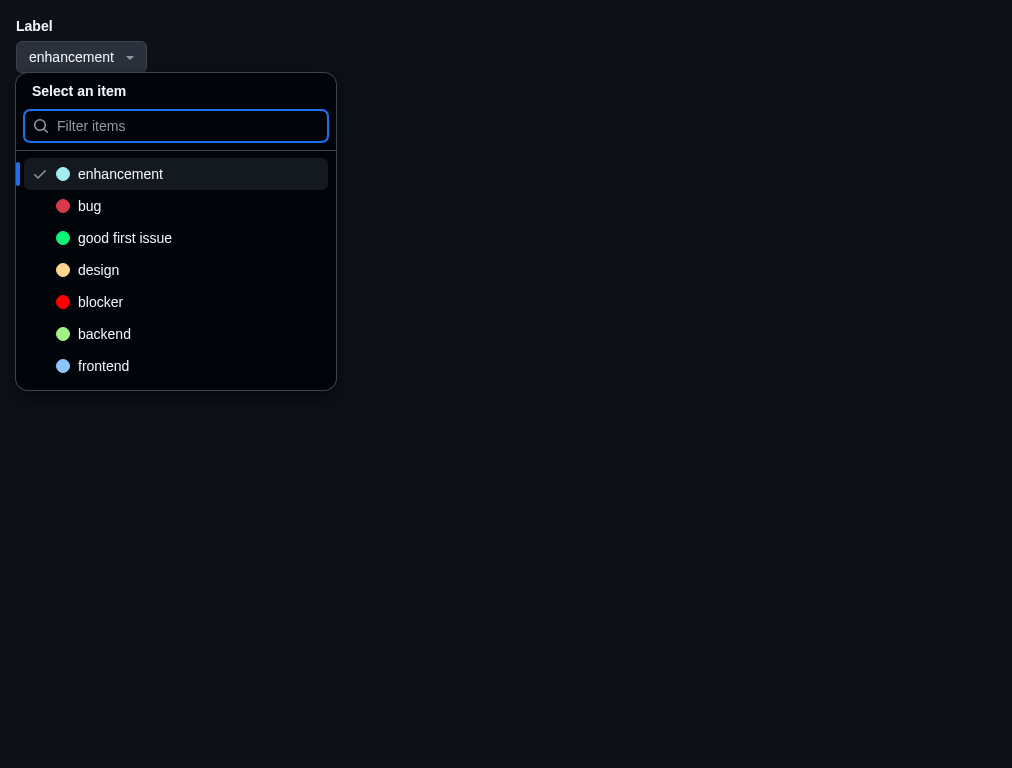 Label
enhancement
Select an item
Filter items
enhancement
bug
good first issue
design
blocker
backend
frontend